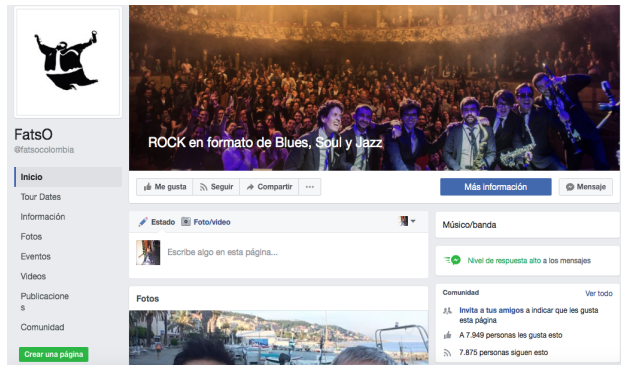 FatsO
@fatsocolombia
Inicio
Tour Dates
Información
Fotos
Eventos
Videos
Publicacione
s
Comunidad
Crear una página
ROCK en formato de Blues, Soul y Jazz
Me gusta
Seguir
Compartir
...
Más información
Mensaje
Estado
Foto/video
Escribe algo en esta página...
Fotos
Músico/banda
Nivel de respuesta alto a los mensajes
Comunidad
Ver todo
Invita a tus amigos a indicar que les gusta
esta página
A 7.949 personas les gusta esto
7.875 personas siguen esto